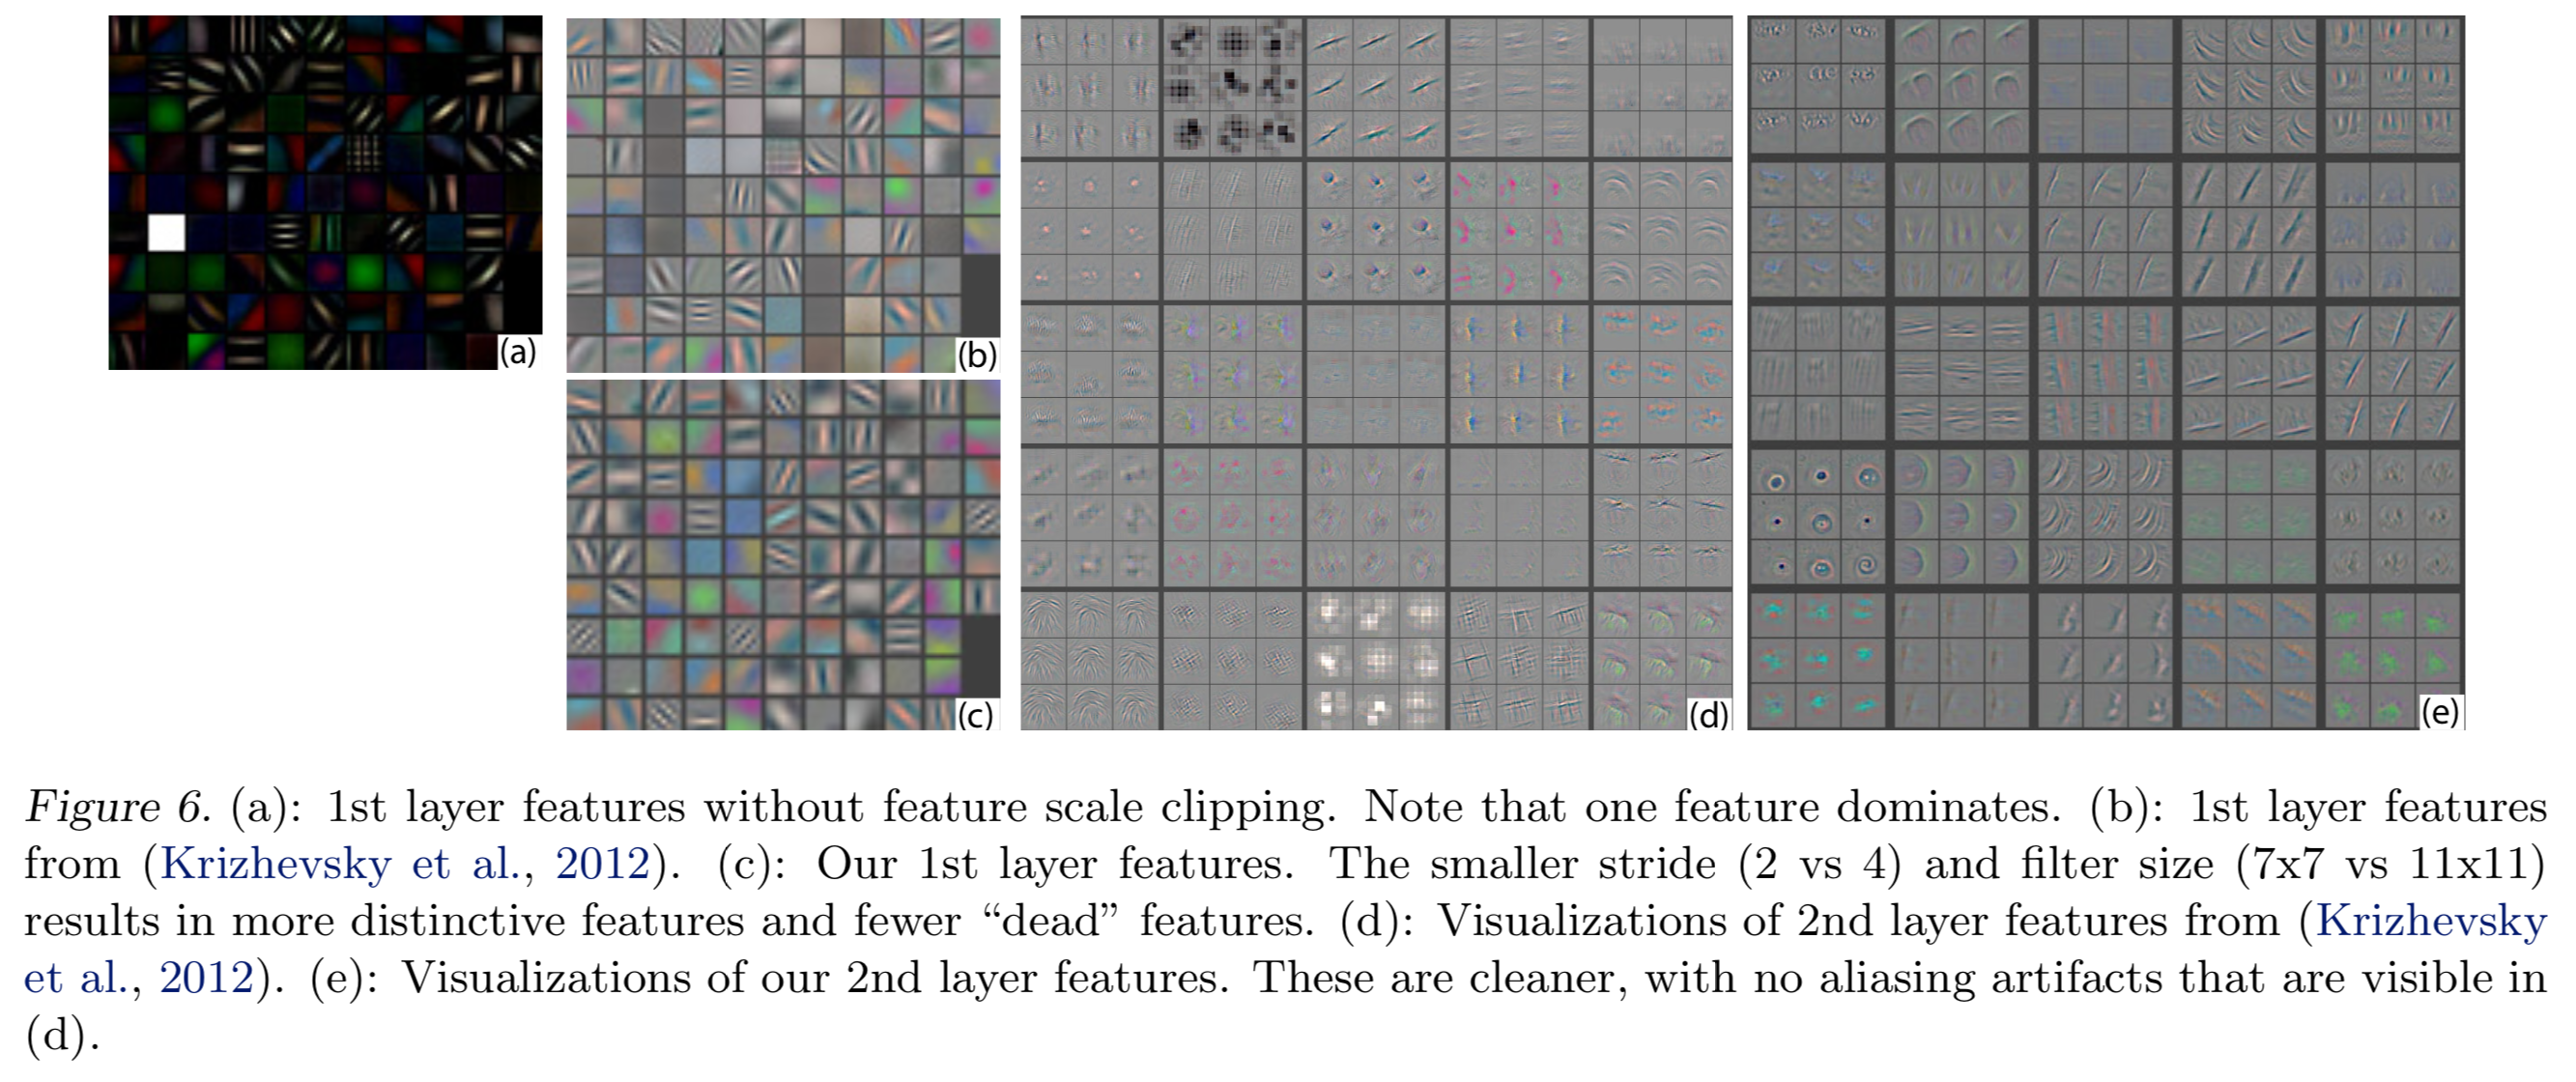 (a)
(b)
(c)
(d)
(e)
Figure 6. (a): 1st layer features without feature scale clipping. Note that one feature dominates. (b): 1st layer features
from (Krizhevsky et al., 2012). (c): Our 1st layer features. The smaller stride (2 vs 4) and filter size (7x7 vs 11x11)
results in more distinctive features and fewer “dead” features. (d): Visualizations of 2nd layer features from (Krizhevsky
et al., 2012). (e): Visualizations of our 2nd layer features. These are cleaner, with no aliasing artifacts that are visible in
(d).